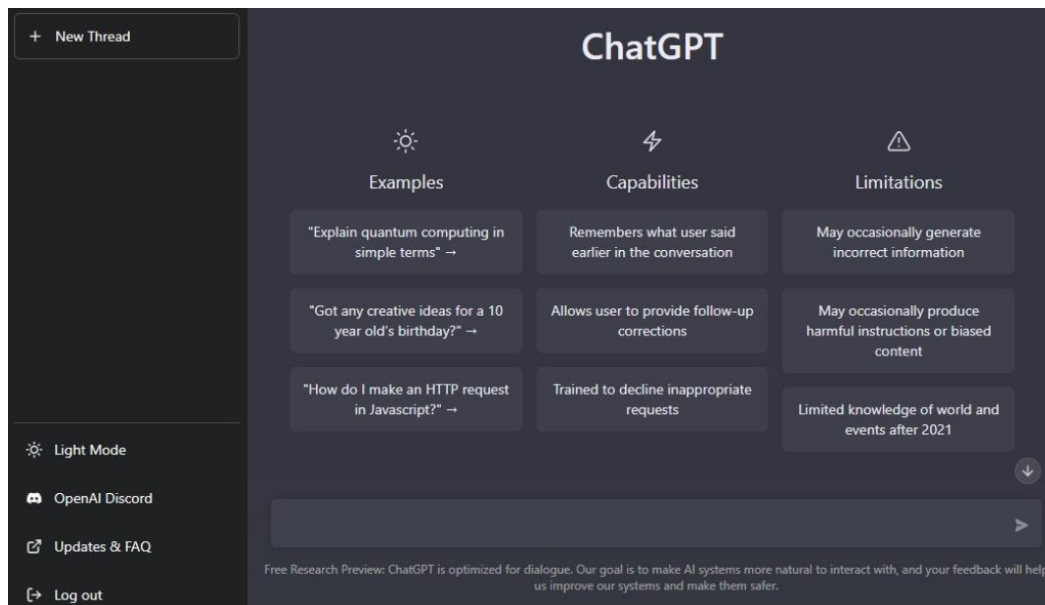 + New Thread
ChatGPT
Examples
"Explain quantum computing in
simple terms" →
"Got any creative ideas for a 10
year old's birthday?" →
"How do I make an HTTP request
in Javascript?" →
Capabilities
Remembers what user said
earlier in the conversation
Allows user to provide follow-up
corrections
Trained to decline inappropriate
requests
Limitations
May occasionally generate
incorrect information
May occasionally produce
harmful instructions or biased
content
Limited knowledge of world and
events after 2021
Light Mode
OpenAI Discord
Updates & FAQ
Log out
Free Research Preview: ChatGPT is optimized for dialogue. Our goal is to make AI systems more natural to interact with, and your feedback will help
us improve our systems and make them safer.